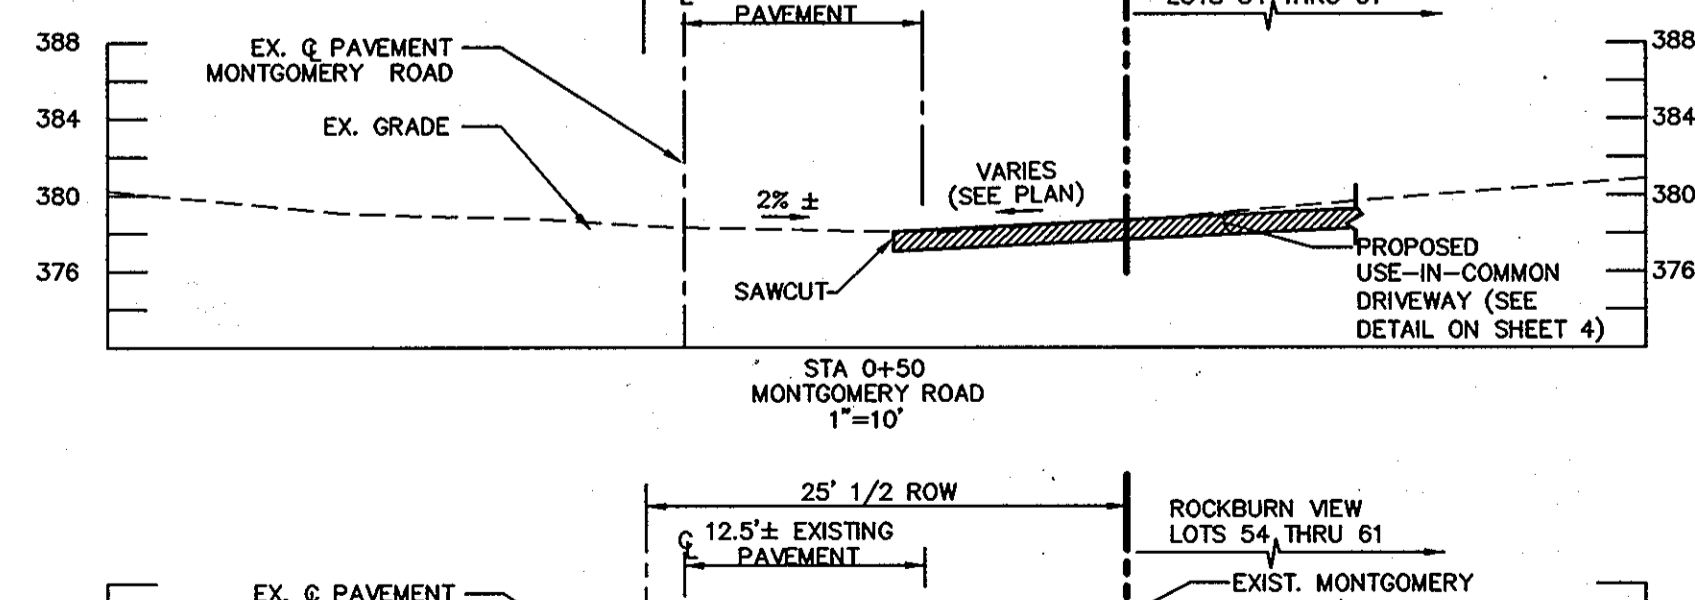 PAVEMENT
388
388
EX. ℄ PAVEMENT
MONTGOMERY ROAD
384
384
EX. GRADE
VARIES
(SEE PLAN)
380
380
2% ±
376
376
SAWCUT
PROPOSED
USE-IN-COMMON
DRIVEWAY (SEE
DETAIL ON SHEET 4)
STA 0+50
MONTGOMERY ROAD
1"=10'
25' 1/2 ROW
ROCKBURN VIEW
LOTS 54 THRU 61
℄ 12.5'± EXISTING
PAVEMENT
EX. ℄ PAVEMENT
EXIST. MONTGOMERY